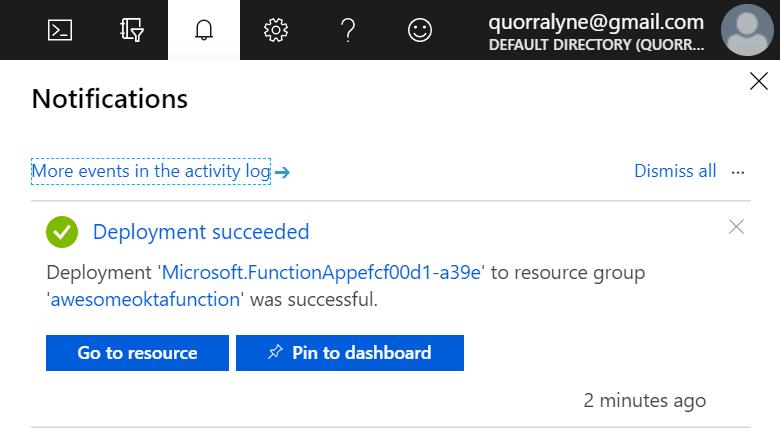 quorralyne@gmail.com
DEFAULT DIRECTORY (QUORR...
Notifications
More events in the activity log
Dismiss all
Deployment succeeded
Deployment 'Microsoft.FunctionAppefcf00d1-a39e' to resource group
'awesomeoktafunction' was successful.
Go to resource
Pin to dashboard
2 minutes ago